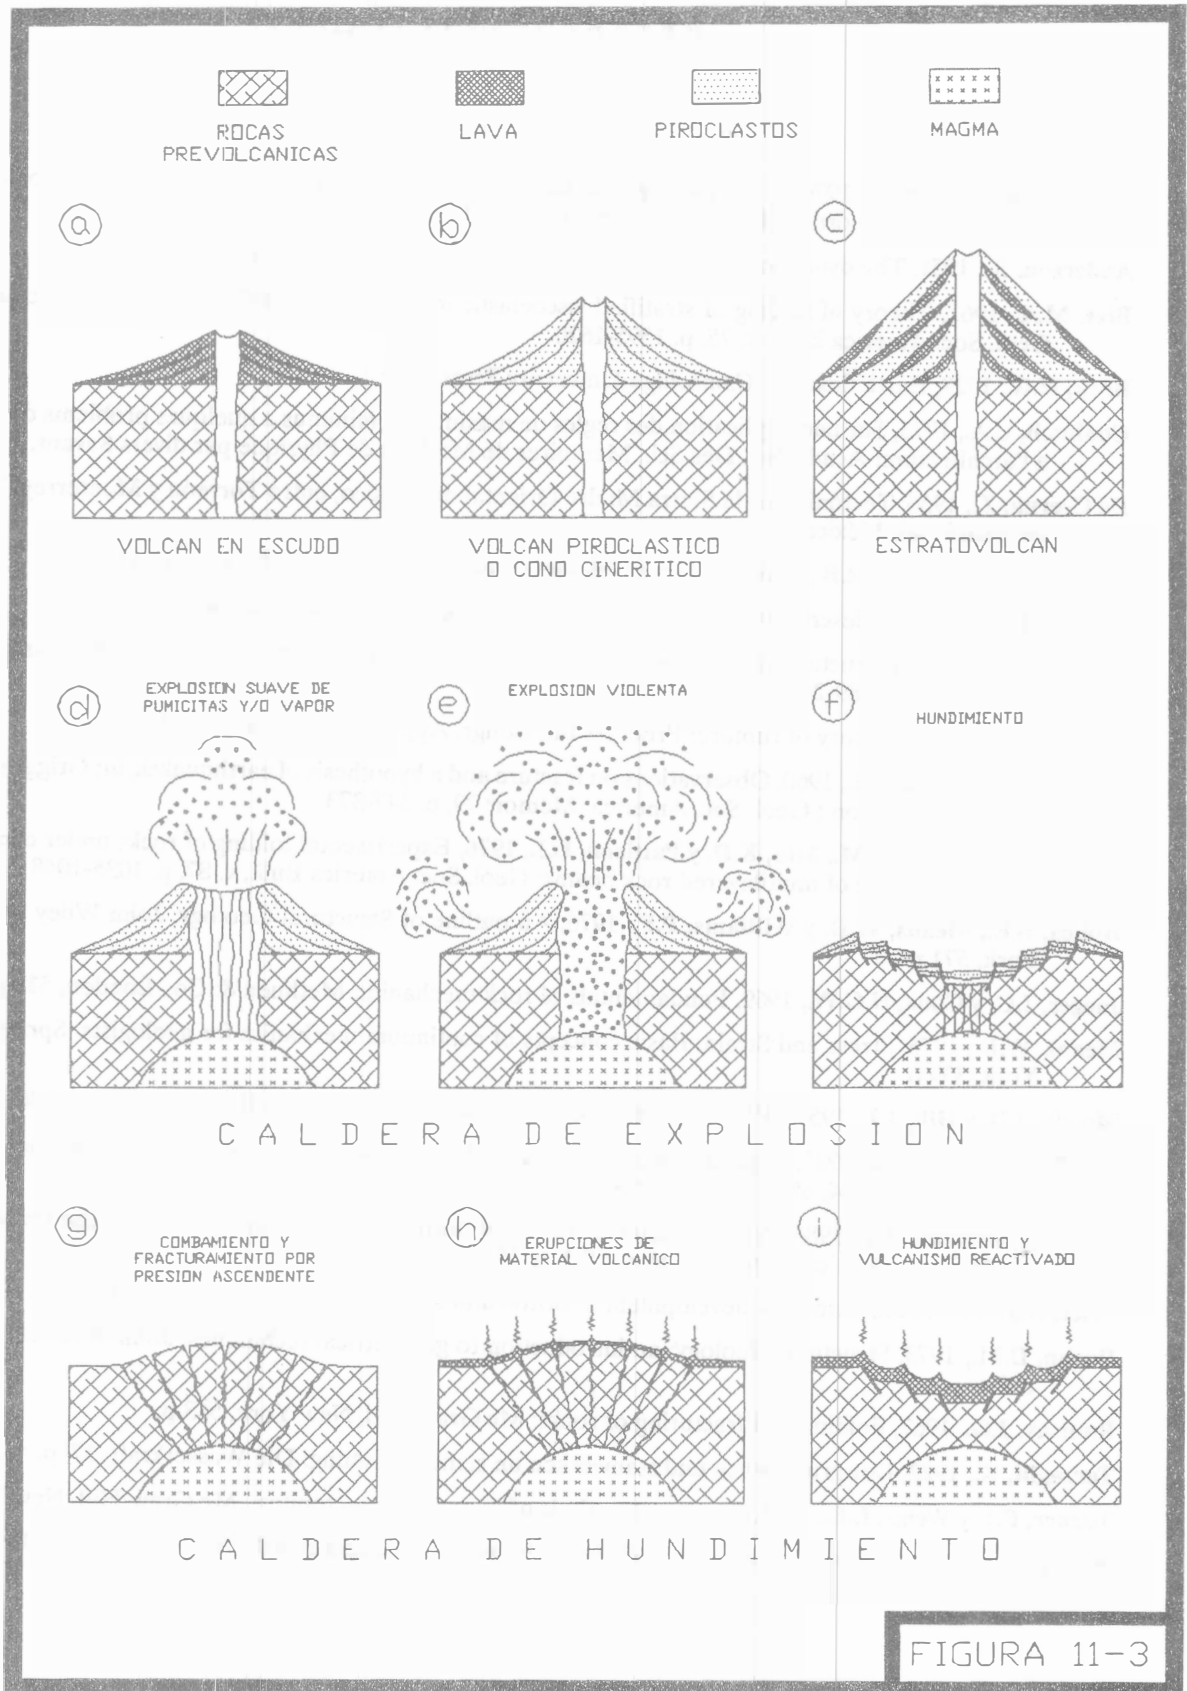 ROCAS
PREVOLCANICAS
LAVA
PIROCLASTOS
MAGMA
a
b
c
VOLCAN EN ESCUDO
VOLCAN PIROCLASTICO
O CONO CINERITICO
ESTRATOVOLCAN
d
EXPLOSION SUAVE DE
PUMICITAS Y/O VAPOR
e
EXPLOSION VIOLENTA
f
HUNDIMIENTO
CALDERA DE EXPLOSION
g
COMBAMIENTO Y
FRACTURAMIENTO POR
PRESION ASCENDENTE
h
ERUPCIONES DE
MATERIAL VOLCANICO
i
HUNDIMIENTO Y
VULCANISMO REACTIVADO
CALDERA DE HUNDIMIENTO
FIGURA 11-3